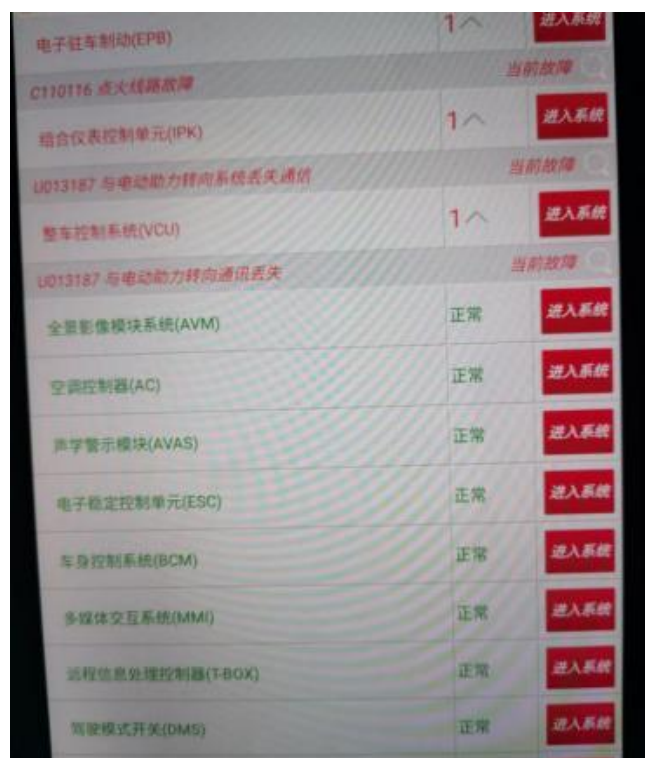 电子驻车制动(EPB) 1 进入系统
C110116 点火线路故障 当前故障
组合仪表控制单元(IPK) 1 进入系统
U013187 与电动助力转向系统丢失通信 当前故障
整车控制系统(VCU) 1 进入系统
U013187 与电动助力转向通讯丢失 当前故障
全景影像模块系统(AVM) 正常 进入系统
空调控制器(AC) 正常 进入系统
声学警示模块(AVAS) 正常 进入系统
电子稳定控制单元(ESC) 正常 进入系统
车身控制系统(BCM) 正常 进入系统
多媒体交互系统(MMI) 正常 进入系统
远程信息处理控制器(T-BOX) 正常 进入系统
驾驶模式开关(DMS) 正常 进入系统